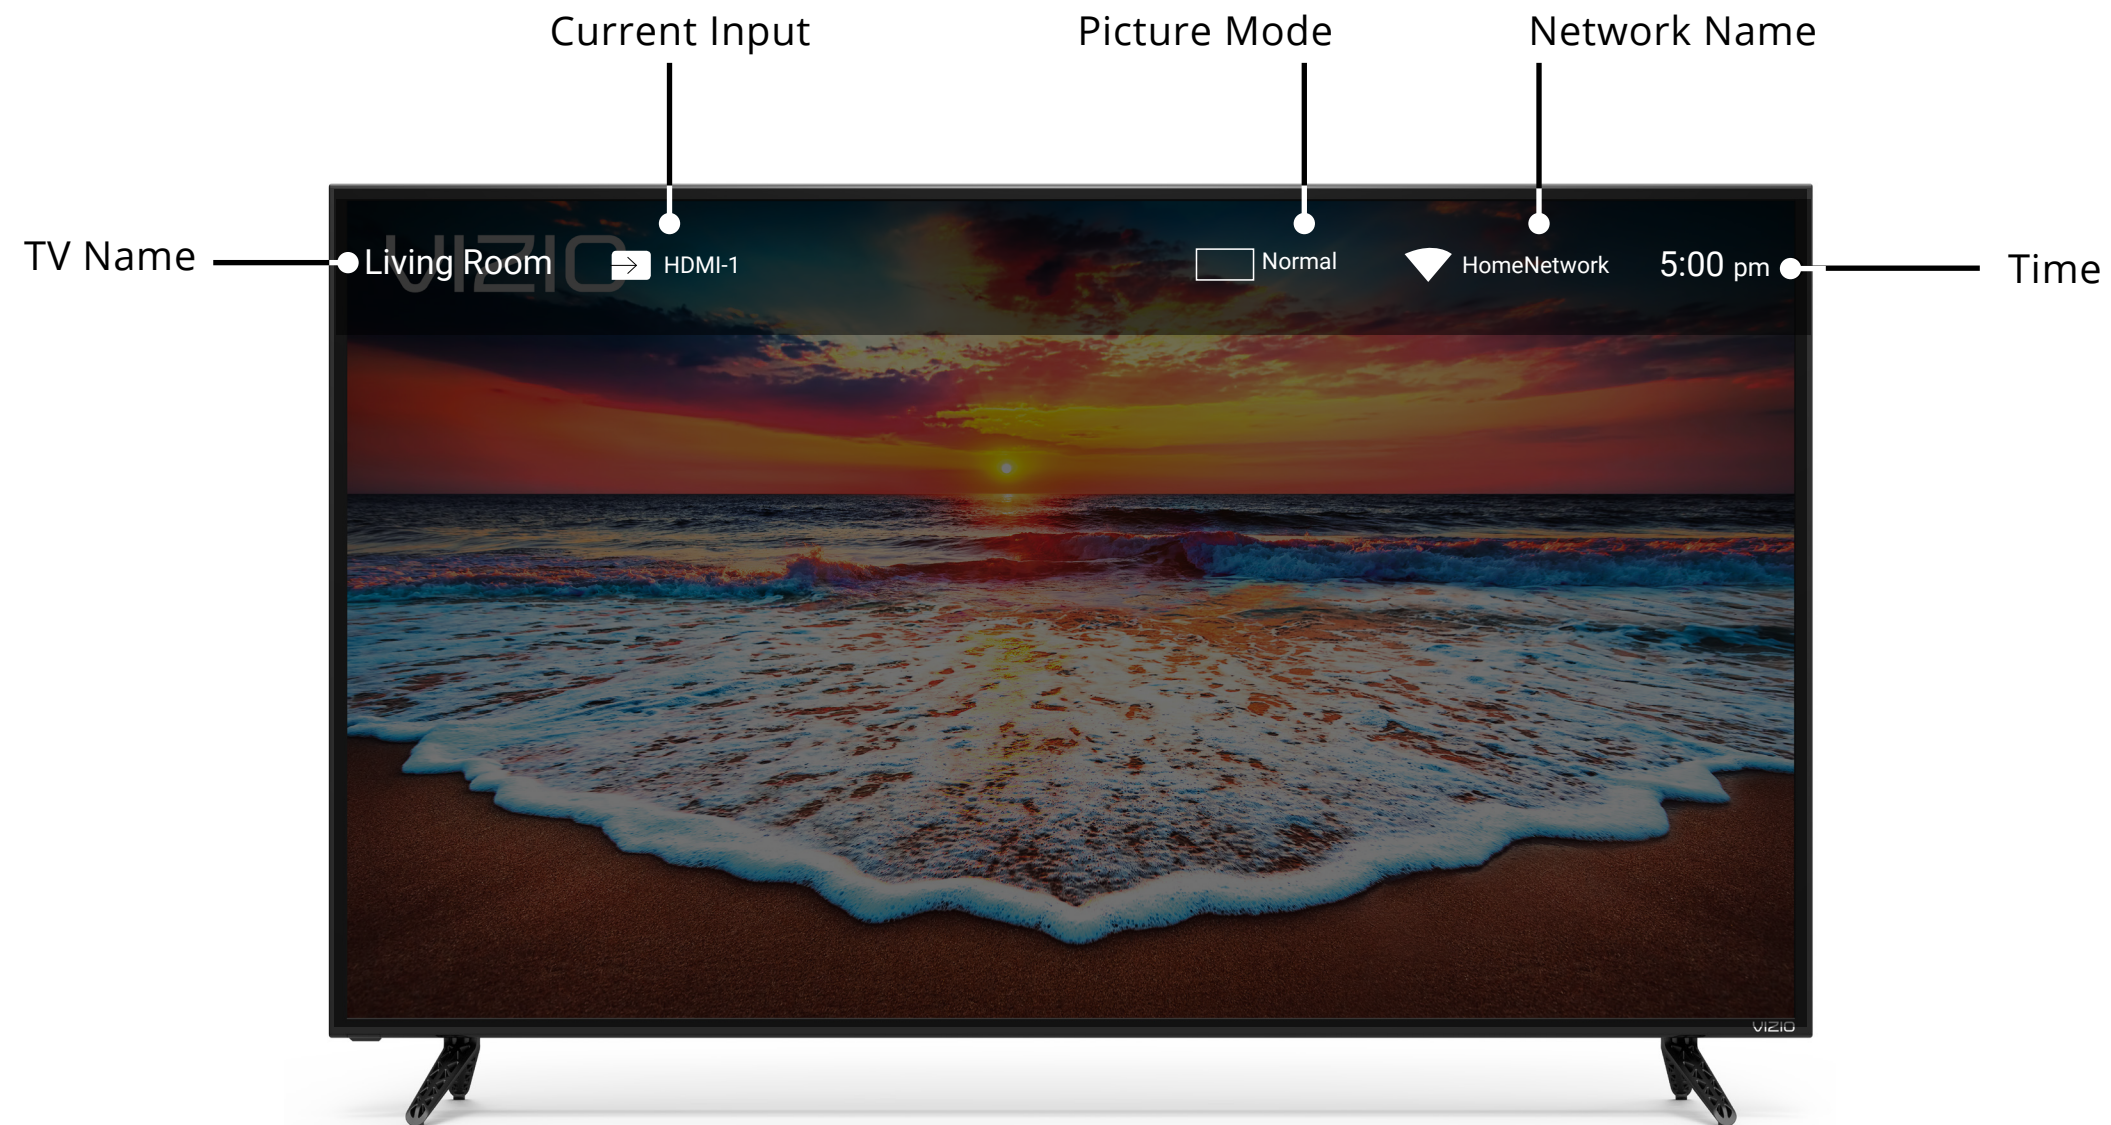 Current Input
Picture Mode
Network Name
TV Name
VIZIO
Living Room
HDMI-1
Normal
HomeNetwork
5:00 pm
Time
VIZIO